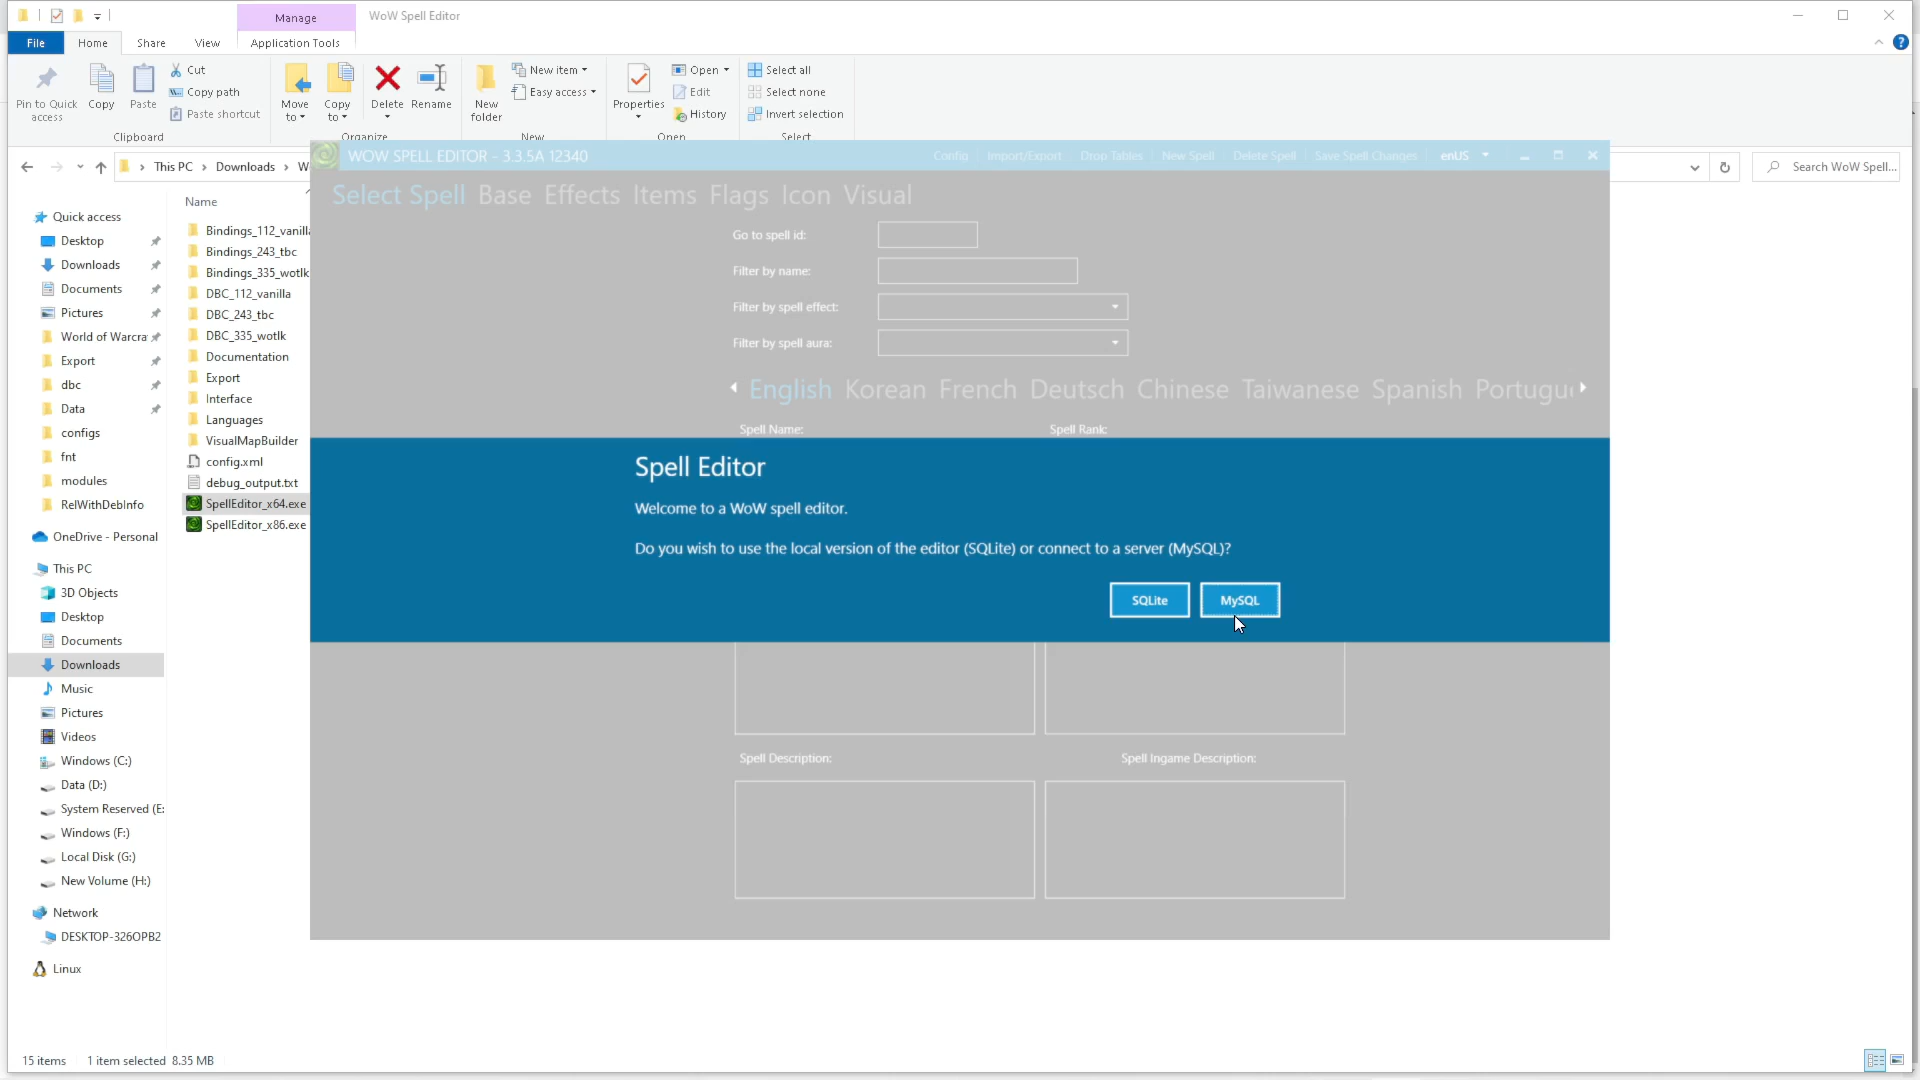 Manage
WoW Spell Editor
File
Home
Share
View
Application Tools
Pin to Quick access
Copy
Paste
Cut
Copy path
Paste shortcut
Clipboard
Move to
Copy to
Delete
Rename
Organize
New folder
New item
Easy access
New
Properties
Open
Edit
History
Open
Select all
Select none
Invert selection
Select
This PC
Downloads
Search WoW Spell...
Quick access
Desktop
Downloads
Documents
Pictures
World of Warcra
Export
dbc
Data
configs
fnt
modules
RelWithDebInfo
OneDrive - Personal
This PC
3D Objects
Desktop
Documents
Downloads
Music
Pictures
Videos
Windows (C:)
Data (D:)
System Reserved (E:
Windows (F:)
Local Disk (G:)
New Volume (H:)
Network
DESKTOP-326OPB2
Linux
Name
Bindings_112_vanilla
Bindings_243_tbc
Bindings_335_wotlk
DBC_112_vanilla
DBC_243_tbc
DBC_335_wotlk
Documentation
Export
Interface
Languages
VisualMapBuilder
config.xml
debug_output.txt
SpellEditor_x64.exe
SpellEditor_x86.exe
WOW SPELL EDITOR - 3.3.5A 12340
Config
Import/Export
Drop Tables
New Spell
Delete Spell
Save Spell Changes
enUS
Select Spell Base Effects Items Flags Icon Visual
Go to spell id:
Filter by name:
Filter by spell effect:
Filter by spell aura:
English Korean French Deutsch Chinese Taiwanese Spanish Portugu
Spell Name:
Spell Rank:
Spell Editor
Welcome to a WoW spell editor.
Do you wish to use the local version of the editor (SQLite) or connect to a server (MySQL)?
SQLite
MySQL
Spell Description:
Spell Ingame Description:
15 items
1 item selected 8.35 MB